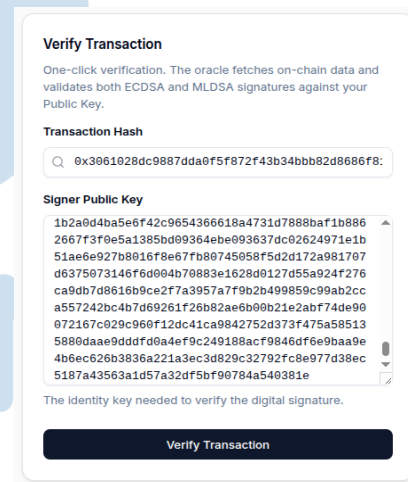 Verify Transaction
One-click verification. The oracle fetches on-chain data and
validates both ECDSA and MLDSA signatures against your
Public Key.
Transaction Hash
0x3061028dc9887dda0f5f872f43b34bbb82d8686f8:
Signer Public Key
1b2a0d4ba5e6f42c9654366618a4731d7888baf1b886
2667f3f0e5a1385bd09364ebe093637dc02624971e1b
51ae6e927b8016f8e67fb80745058f5d2d172a981707
d6375073146f6d004b70883e1628d0127d55a924f276
ca9db7d8616b9ce2f7a3957a7f9b2b499859c99ab2cc
a557242bc4b7d69261f26b82ae6b00b21e2abf74de90
072167c029c960f12dc41ca9842752d373f475a58513
5880daae9dddfd0a4ef9c249188acf9846df6e9baa9e
4b6ec626b3836a221a3ec3d829c32792fc8e977d38ec
5187a43563a1d57a32df5bf90784a540381e
The identity key needed to verify the digital signature.
Verify Transaction